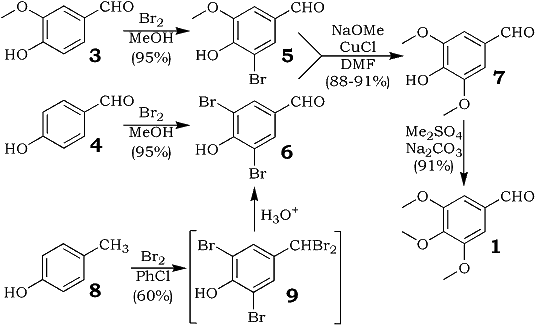 O CHO Br2 O CHO NaOMe O CHO
HO 3 MeOH HO 5 CuCl HO 7
(95%) Br DMF O
(88-91%)
CHO Br2 Br CHO
HO 4 MeOH HO 6 Me2SO4
(95%) Br Na2CO3
(91%)
H3O+
O CHO
CH3 Br2 Br CHBr2 O 1
HO 8 PhCl HO 9 O
(60%) Br